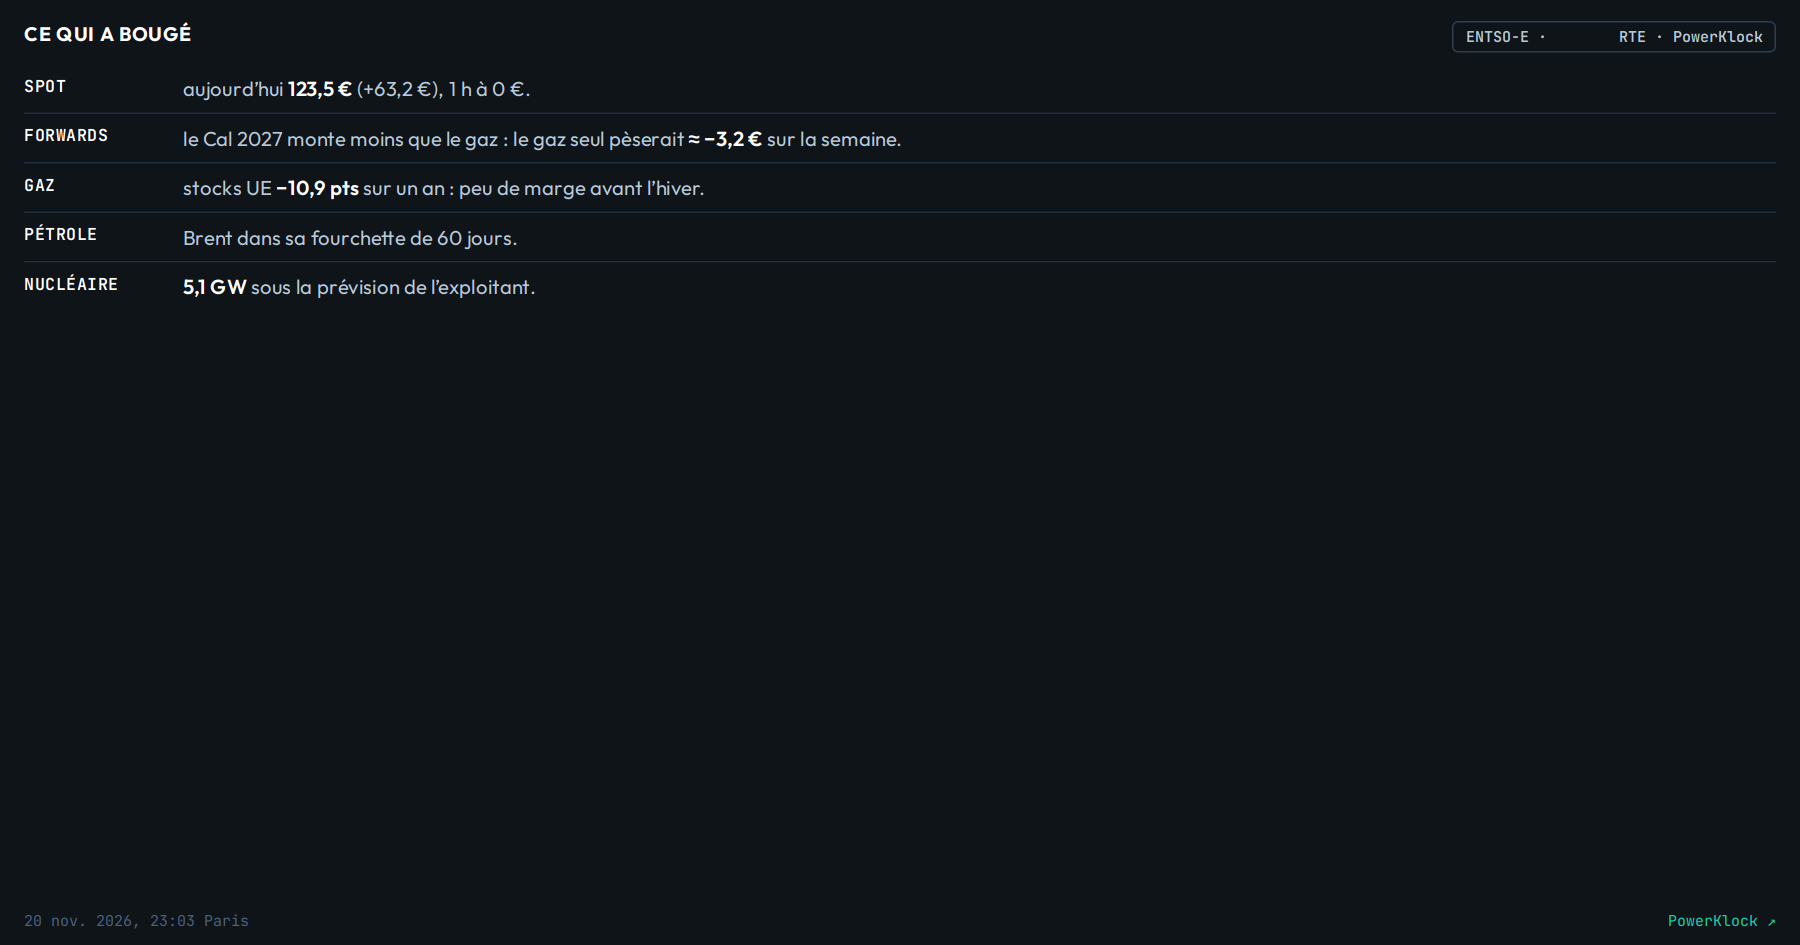 CE QUI A BOUGÉ
ENTSO-E · RTE · PowerKlock
SPOT aujourd’hui 123,5 € (+63,2 €), 1 h à 0 €.
FORWARDS le Cal 2027 monte moins que le gaz : le gaz seul pèserait ≈ −3,2 € sur la semaine.
GAZ stocks UE −10,9 pts sur un an : peu de marge avant l’hiver.
PÉTROLE Brent dans sa fourchette de 60 jours.
NUCLÉAIRE 5,1 GW sous la prévision de l’exploitant.
20 nov. 2026, 23:03 Paris
PowerKlock ↗